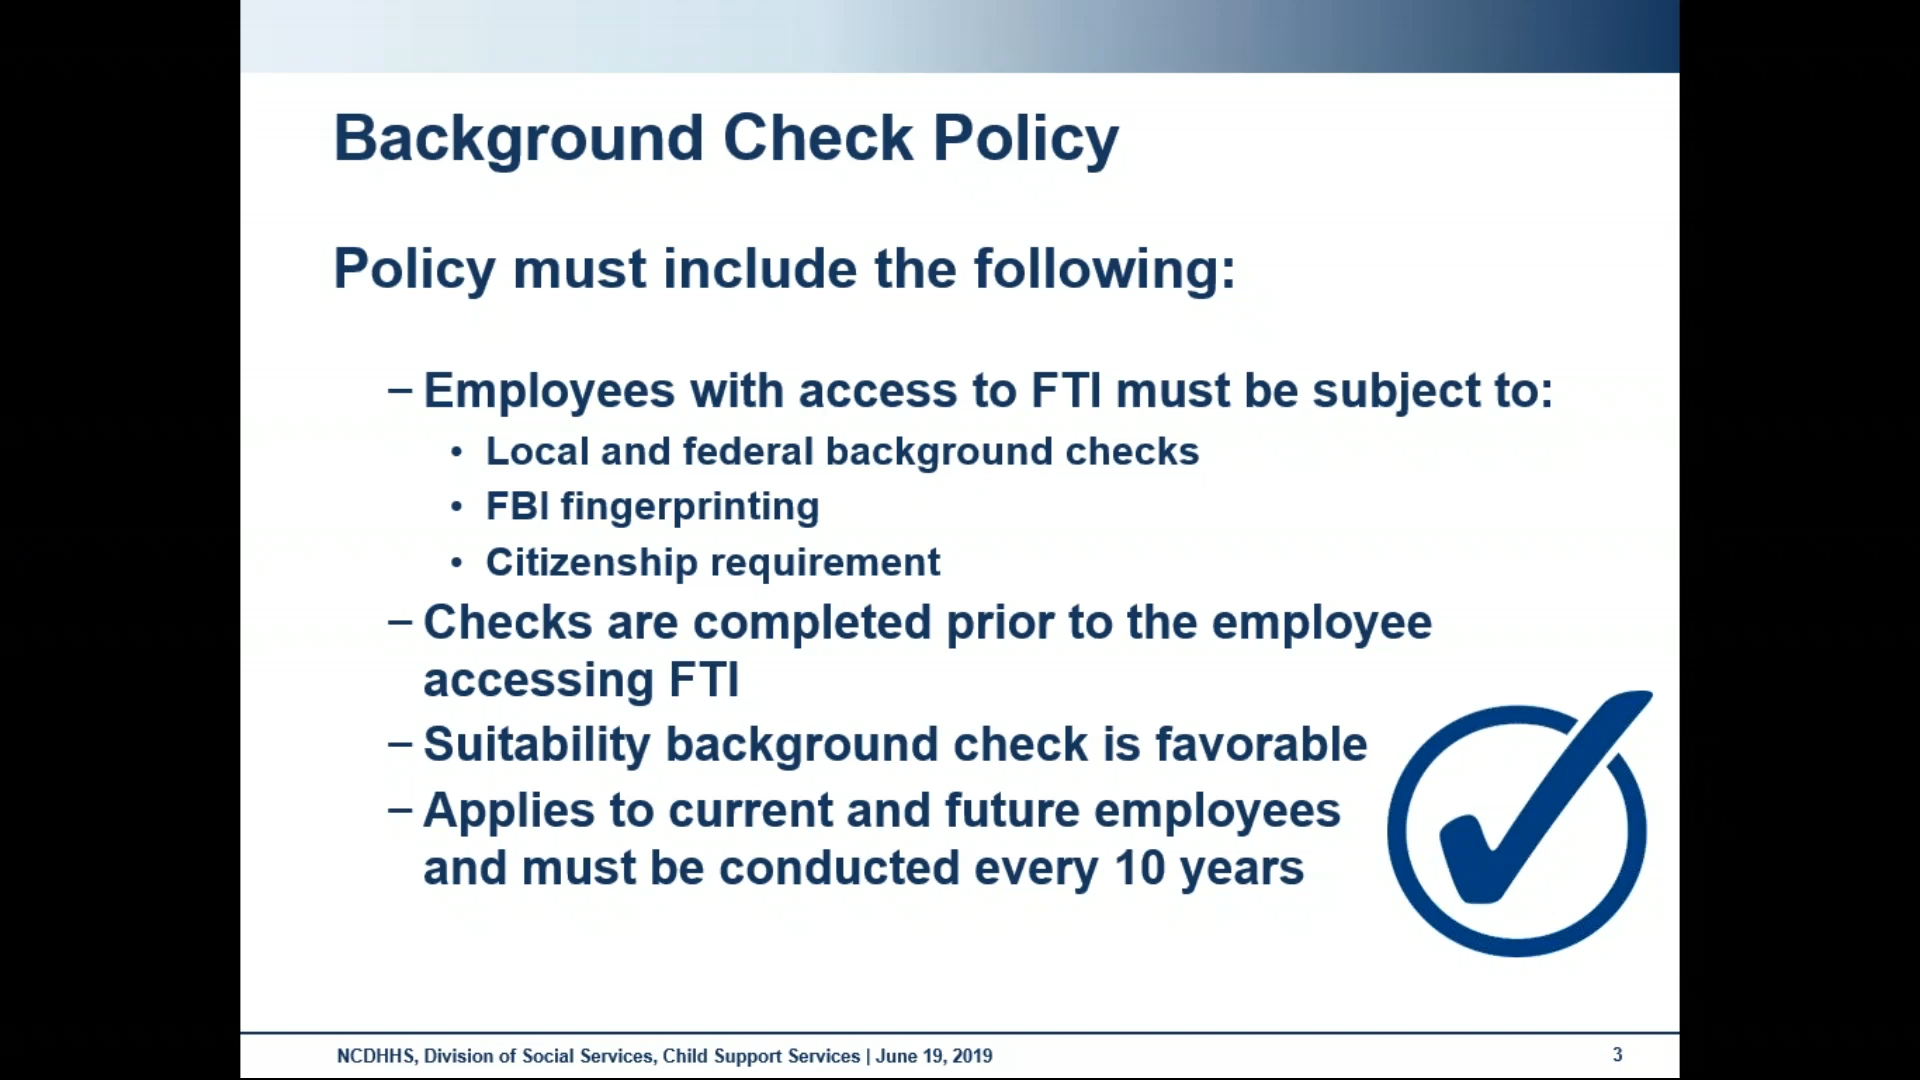 Background Check Policy
Policy must include the following:
– Employees with access to FTI must be subject to:
• Local and federal background checks
• FBI fingerprinting
• Citizenship requirement
– Checks are completed prior to the employee
accessing FTI
– Suitability background check is favorable
– Applies to current and future employees
and must be conducted every 10 years
NCDHHS, Division of Social Services, Child Support Services | June 19, 2019
3